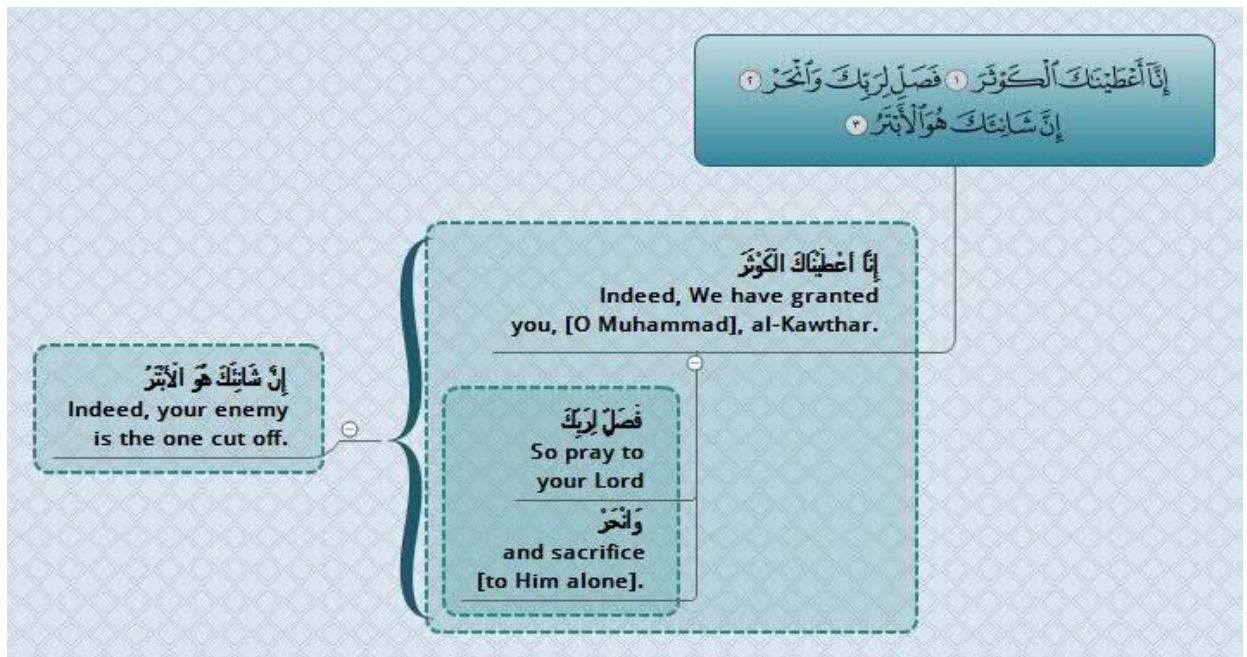 إِنَّآ أَعْطَيْنَٰكَ ٱلْكَوْثَرَ ١ فَصَلِّ لِرَبِّكَ وَٱنْحَرْ ٢
إِنَّ شَانِئَكَ هُوَ ٱلْأَبْتَرُ ٣
إِنَّا أَعْطَيْنَاكَ الْكَوْثَرَ
Indeed, We have granted
you, [O Muhammad], al-Kawthar.
فَصَلِّ لِرَبِّكَ
So pray to
your Lord
وَانْحَرْ
and sacrifice
[to Him alone].
إِنَّ شَانِئَكَ هُوَ الْأَبْتَرُ
Indeed, your enemy
is the one cut off.